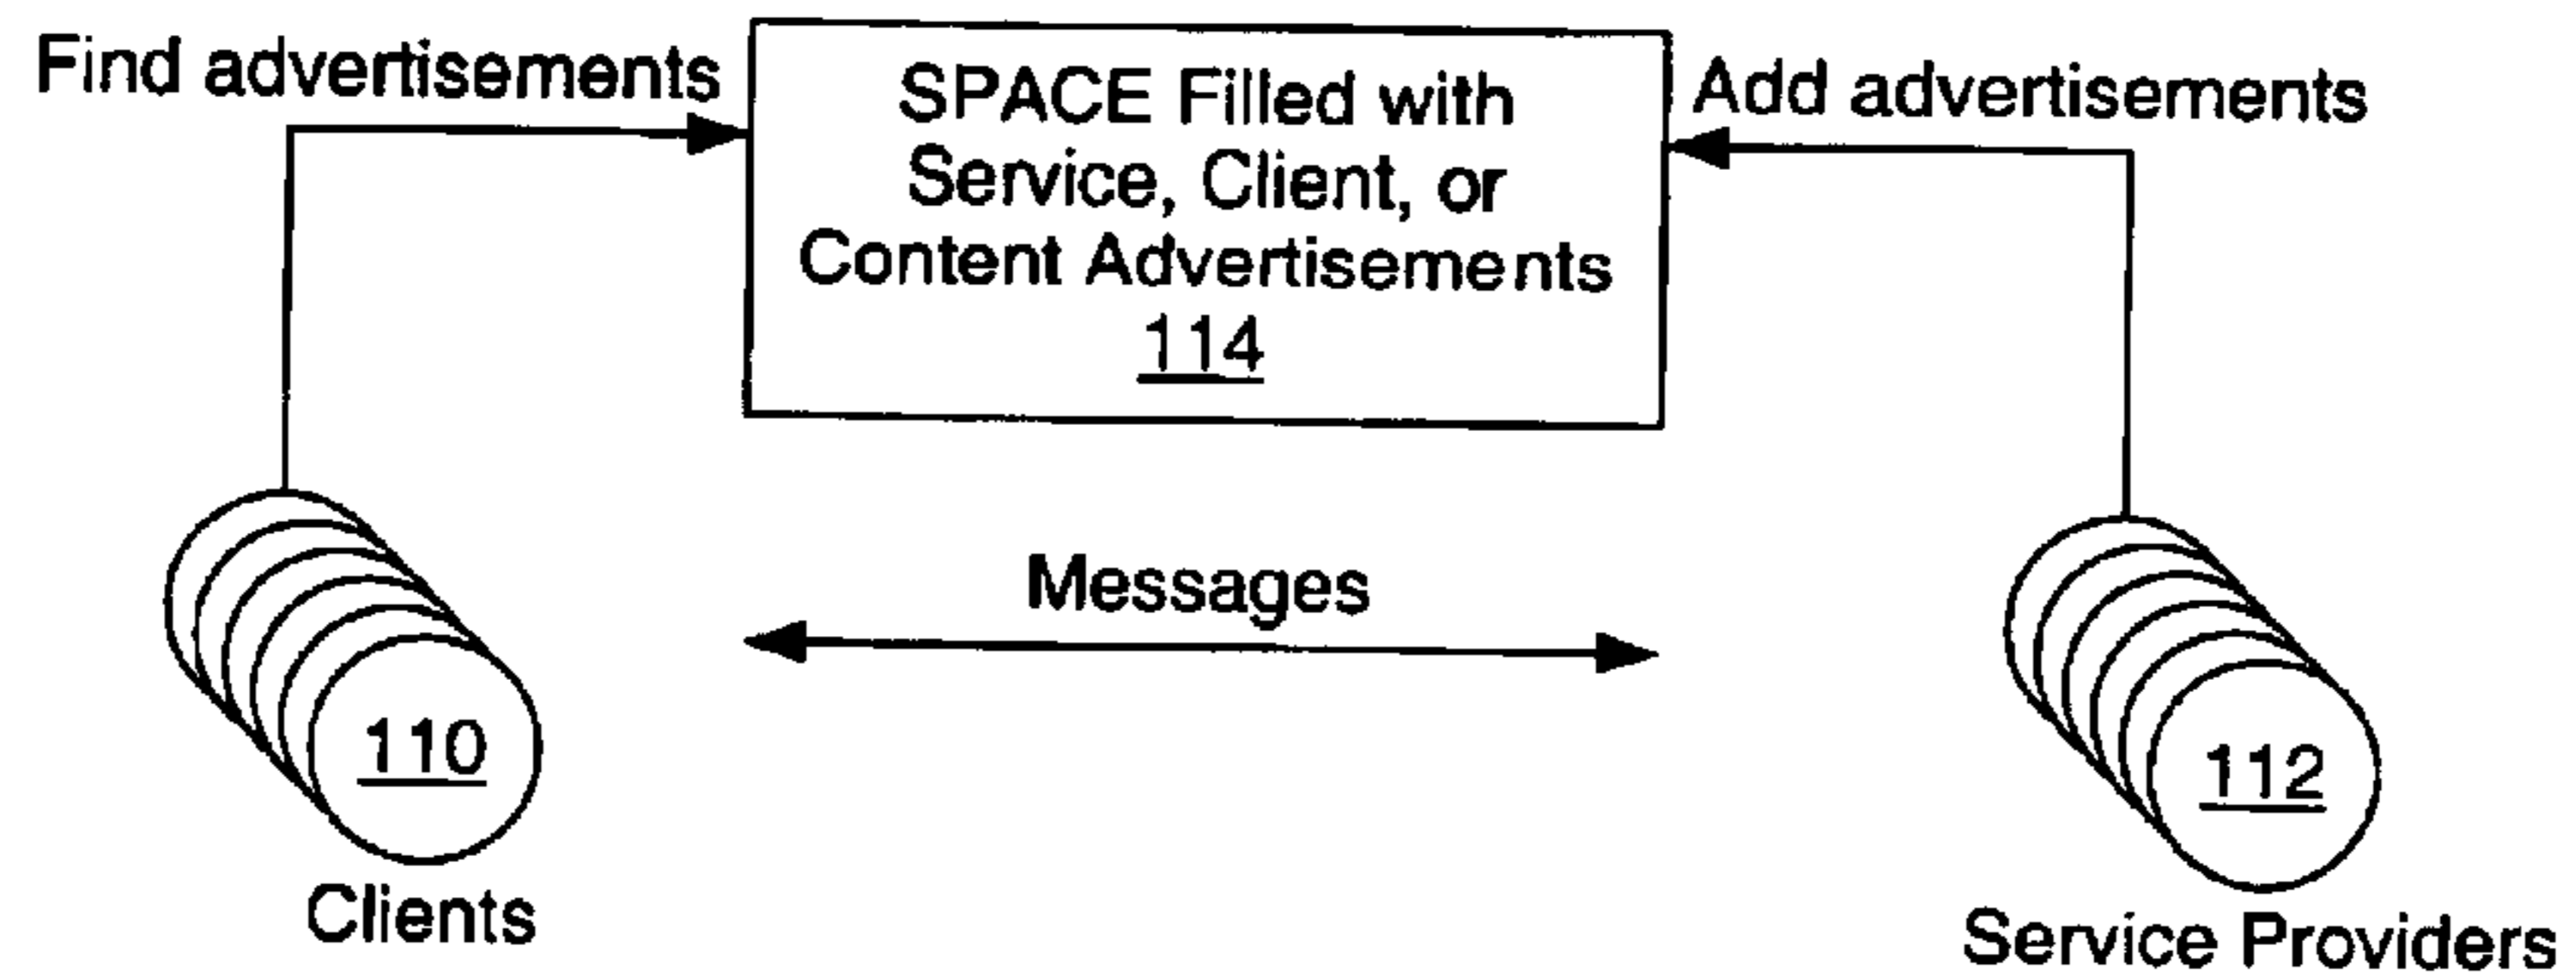 Find advertisements
SPACE Filled with
Service, Client, or
Content Advertisements
114
Add advertisements
Messages
110
Clients
112
Service Providers